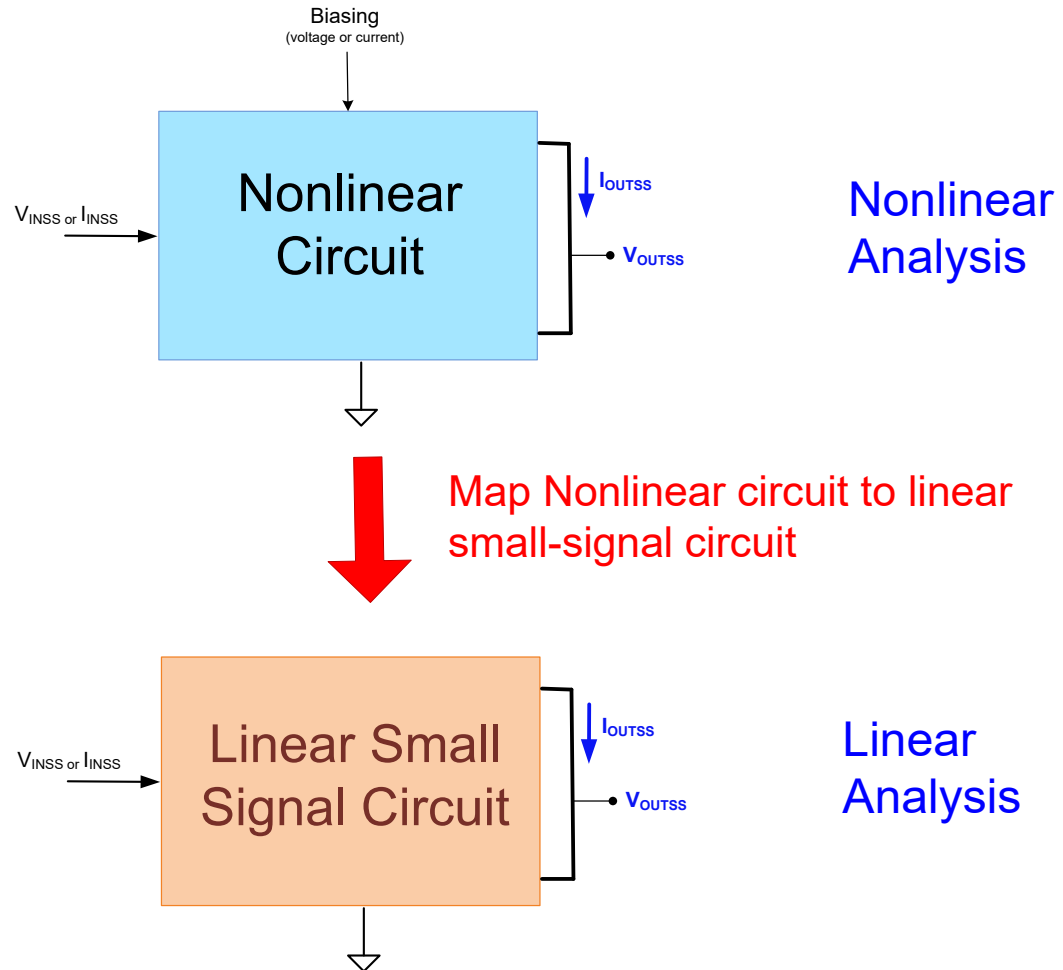 Biasing
(voltage or current)
Nonlinear
Circuit
VINSS or IINSS
IOUTSS
VOUTSS
Nonlinear
Analysis
Map Nonlinear circuit to linear
small-signal circuit
Linear Small
Signal Circuit
VINSS or IINSS
IOUTSS
VOUTSS
Linear
Analysis